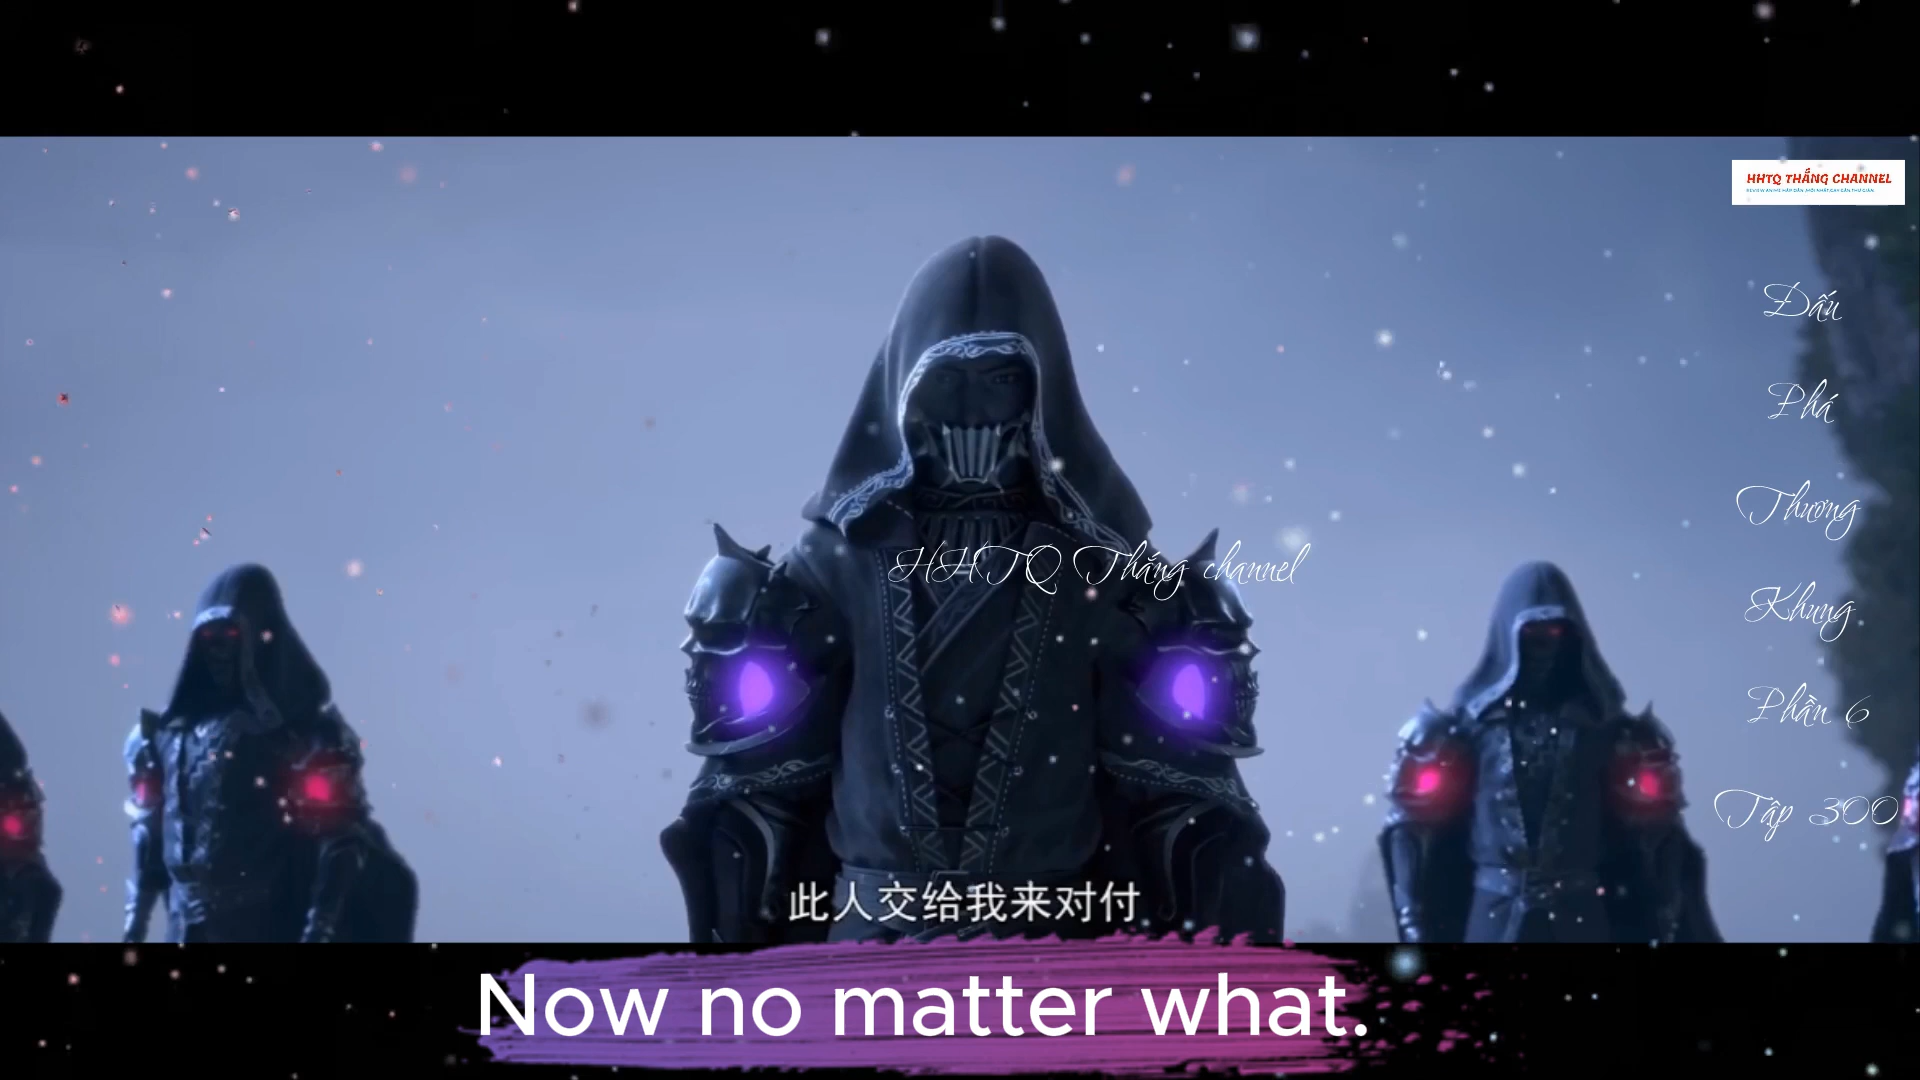 HHTQ THẮNG CHANNEL
Đấu
Phá
Thương
Khung
Phần 6
Tập 300
HHTQ Thắng channel
此人交给我来对付
Now no matter what.